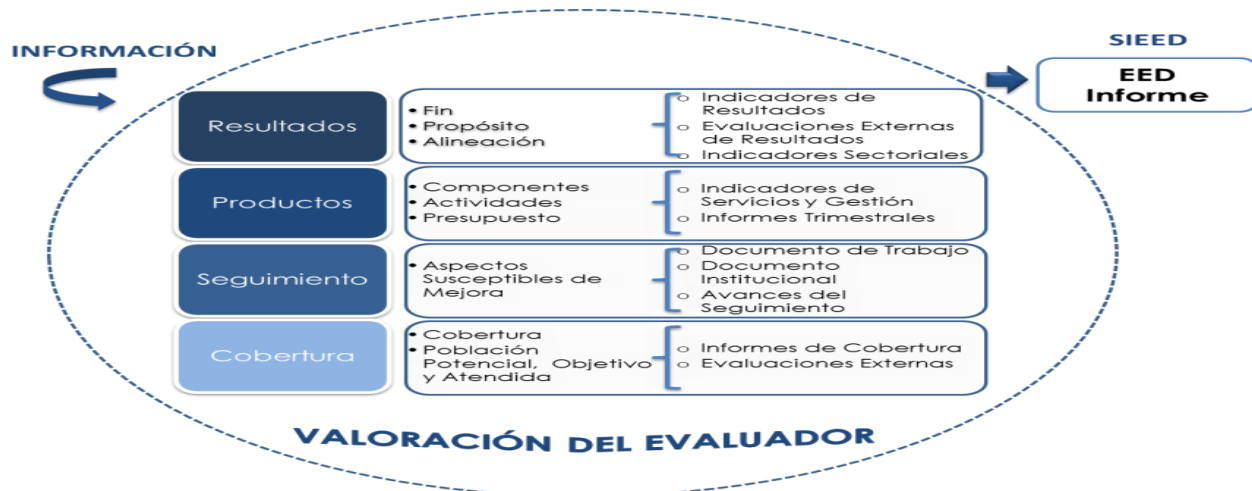 INFORMACIÓN
SIEED
EED
Informe
Resultados
• Fin
• Propósito
• Alineación
o Indicadores de
Resultados
o Evaluaciones Externas
de Resultados
o Indicadores Sectoriales
Productos
• Componentes
• Actividades
• Presupuesto
o Indicadores de
Servicios y Gestión
o Informes Trimestrales
Seguimiento
• Aspectos
Susceptibles de
Mejora
o Documento de Trabajo
o Documento
Institucional
o Avances del
Seguimiento
Cobertura
• Cobertura
• Población
Potencial, Objetivo
y Atendida
o Informes de Cobertura
o Evaluaciones Externas
VALORACIÓN DEL EVALUADOR